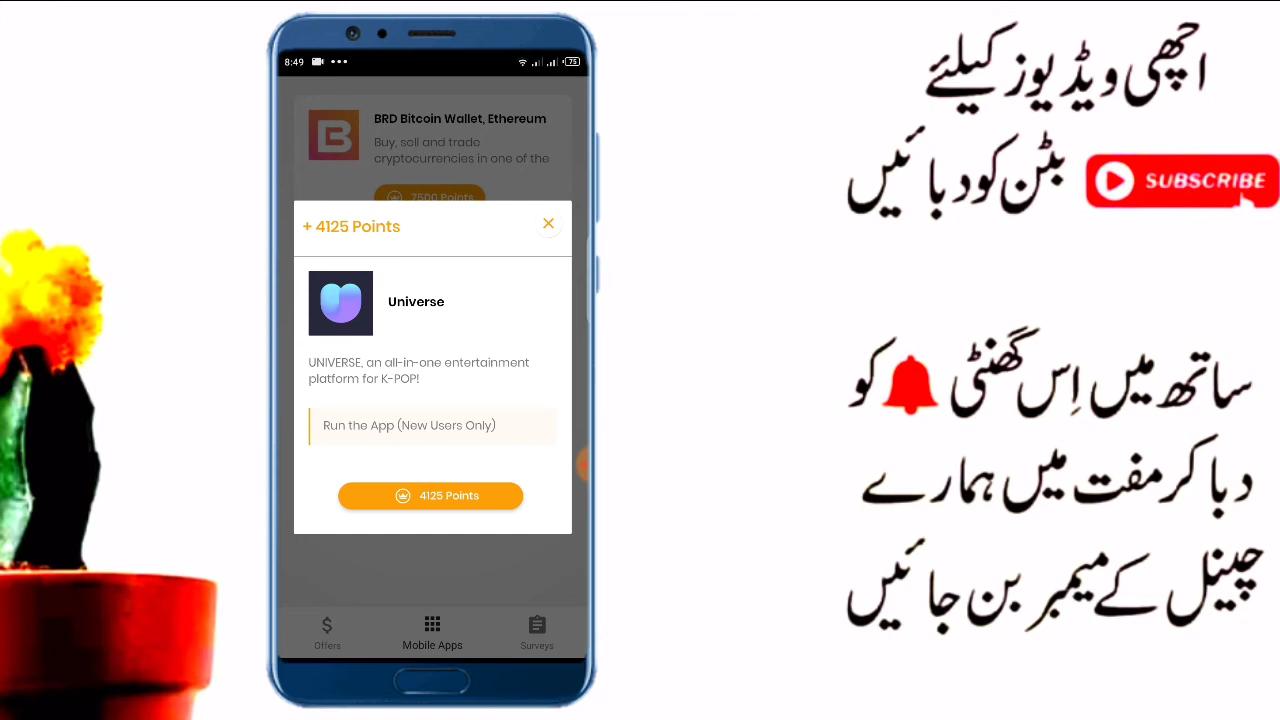 8:49
75
BRD Bitcoin Wallet, Ethereum
Buy, sell and trade
cryptocurrencies in one of the
7500 Points
+ 4125 Points
Universe
UNIVERSE, an all-in-one entertainment
platform for K-POP!
Run the App (New Users Only)
4125 Points
Offers
Mobile Apps
Surveys
اچھی ویڈیوز کیلئے
SUBSCRIBE بٹن کو دبائیں
ساتھ میں اِس گھنٹی کو
دبا کر مفت میں ہمارے
چینل کے میمبر بن جائیں